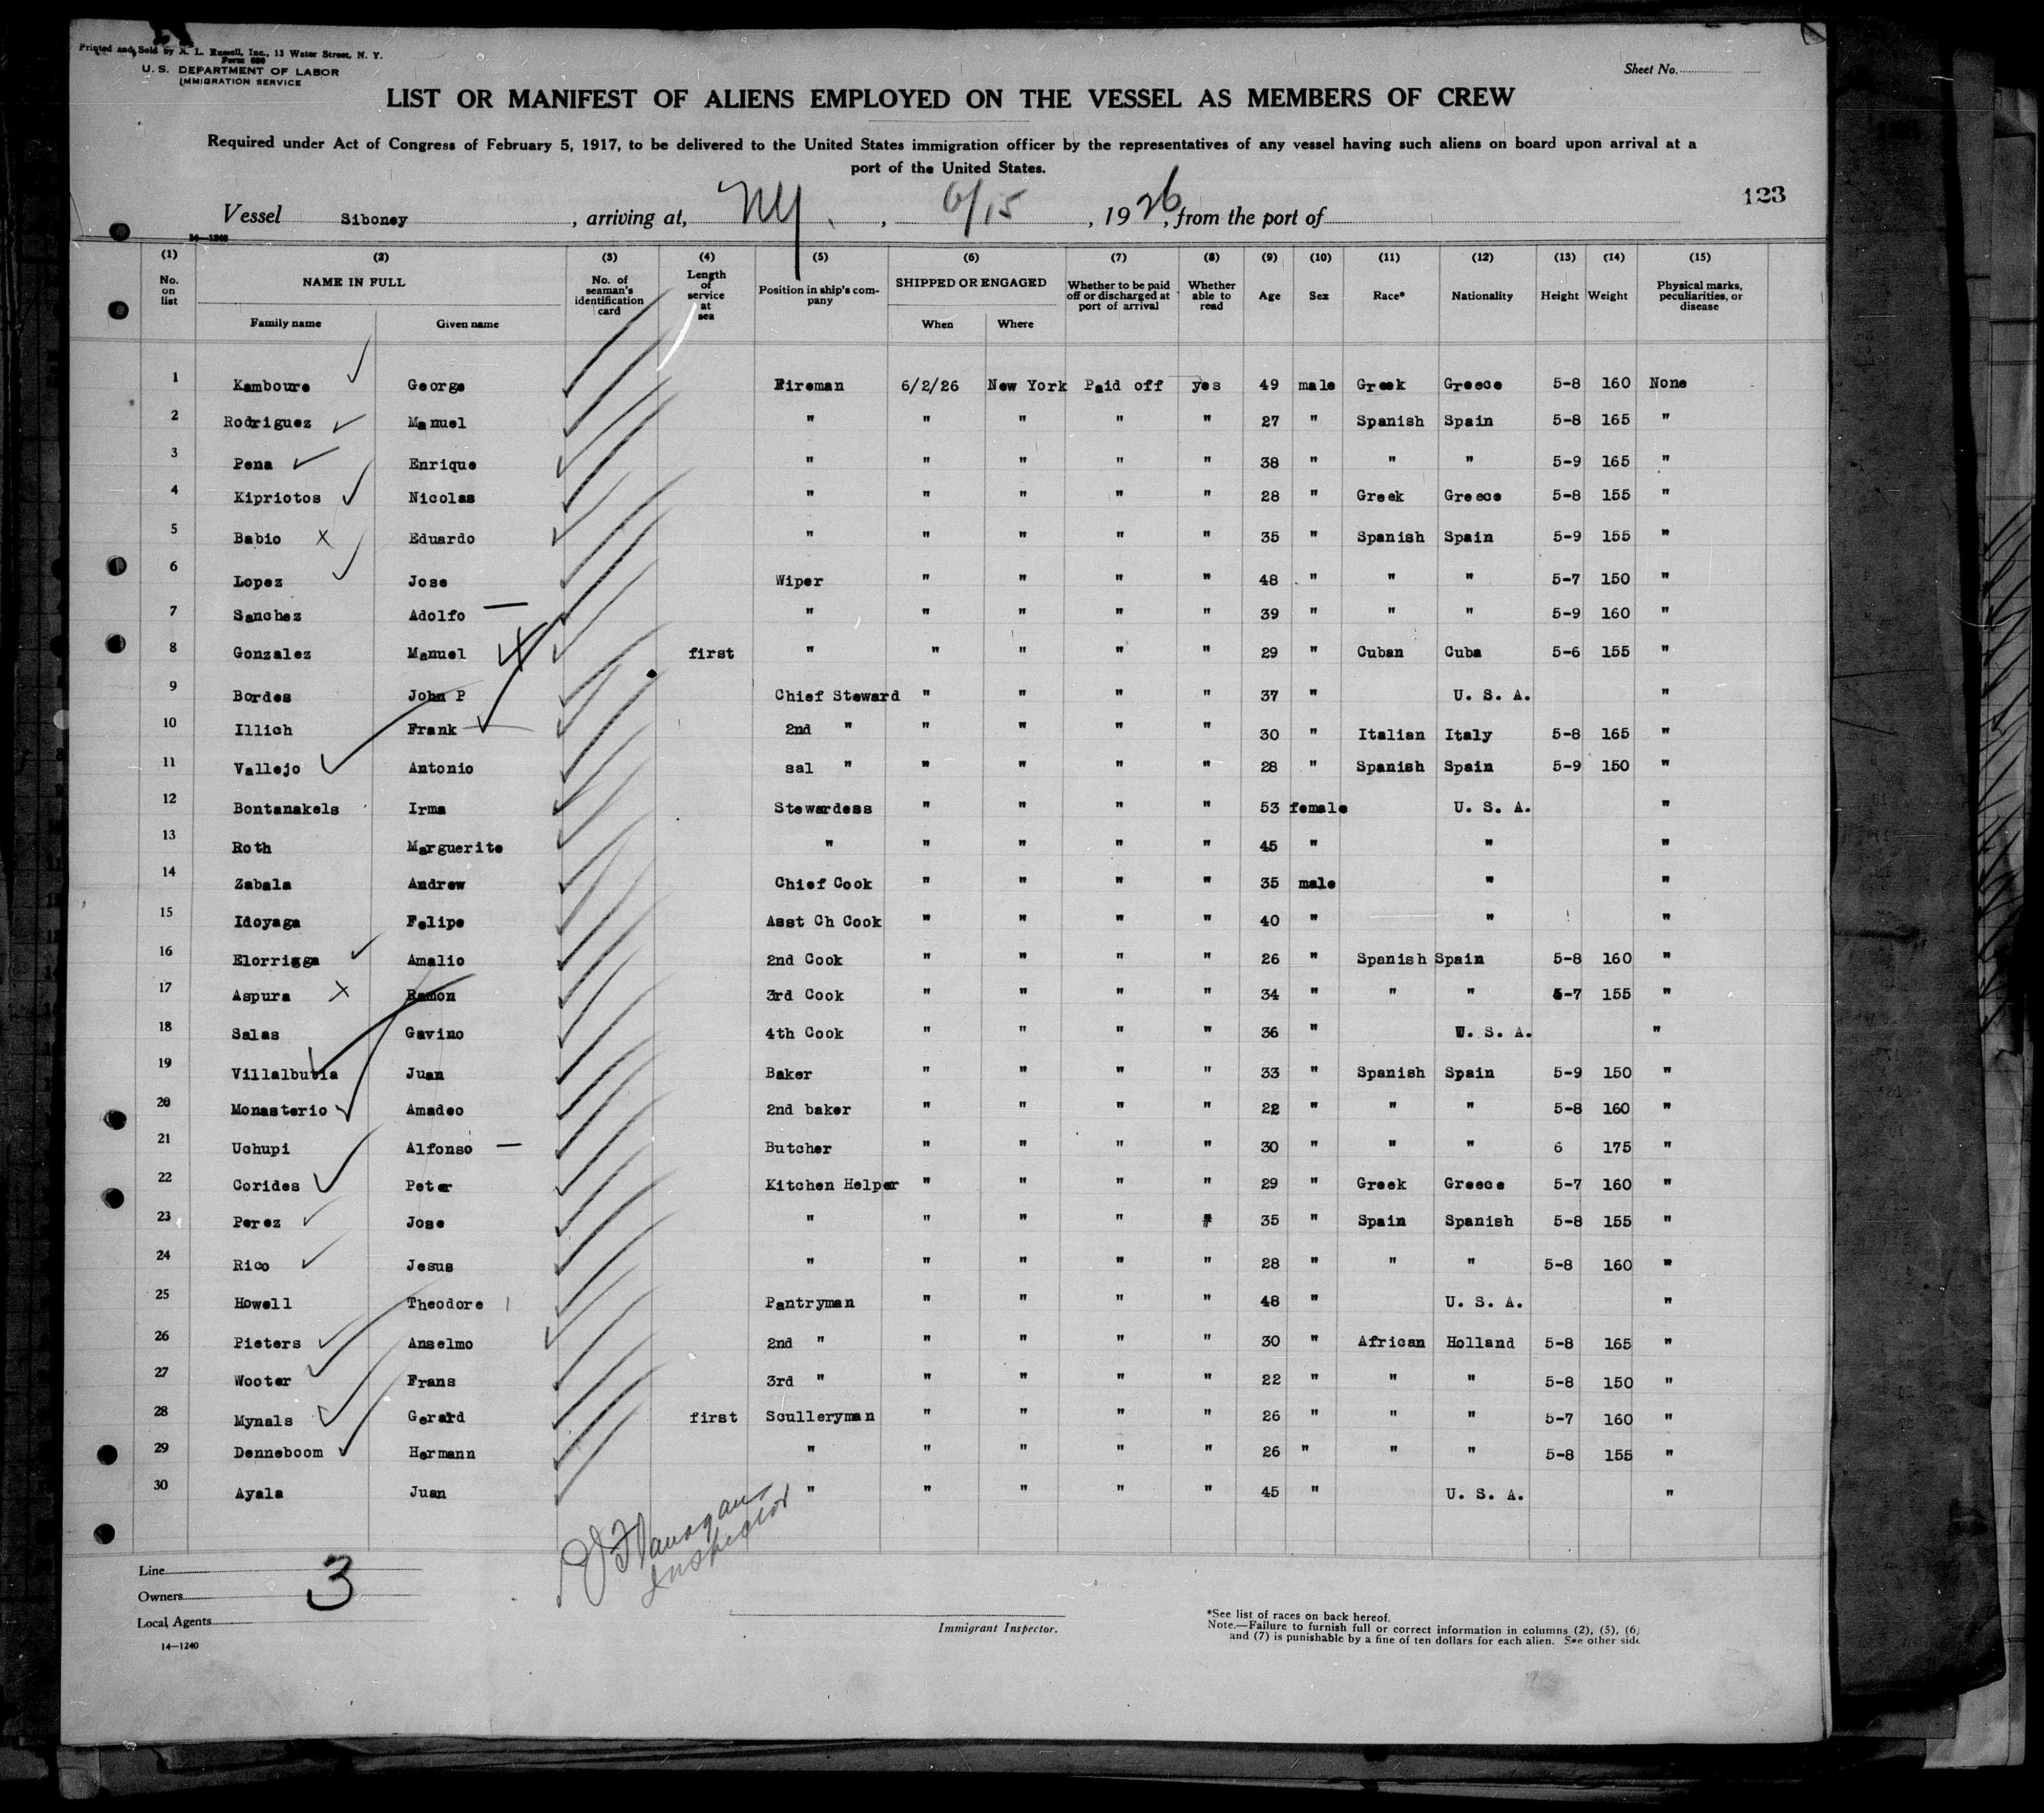 Printed and Sold by A. L. Russell, Inc., 13 Water Street, N. Y.
Form 689
U. S. DEPARTMENT OF LABOR
IMMIGRATION SERVICE
Sheet No.
LIST OR MANIFEST OF ALIENS EMPLOYED ON THE VESSEL AS MEMBERS OF CREW
Required under Act of Congress of February 5, 1917, to be delivered to the United States immigration officer by the representatives of any vessel having such aliens on board upon arrival at a
port of the United States.
123
Vessel Siboney, arriving at, NY., 6/15, 1926, from the port of
14—1240
(1) (2) (3) (4) (5) (6) (7) (8) (9) (10) (11) (12) (13) (14) (15)
No. on list NAME IN FULL Family name Given name No. of seaman's identification card Length of service at sea Position in ship's company SHIPPED OR ENGAGED When Where Whether to be paid off or discharged at port of arrival Whether able to read Age Sex Race* Nationality Height Weight Physical marks, peculiarities, or disease
1 Kamboure George Fireman 6/2/26 New York Paid off yes 49 male Greek Greece 5-8 160 None
2 Rodriguez Manuel " " " " " 27 " Spanish Spain 5-8 165 "
3 Pena Enrique " " " " " 38 " " " 5-9 165 "
4 Kipriotos Nicolas " " " " " 28 " Greek Greece 5-8 155 "
5 Babio x Eduardo " " " " " 35 " Spanish Spain 5-9 155 "
6 Lopez Jose Wiper " " " " 48 " " " 5-7 150 "
7 Sanchez Adolfo — " " " " " 39 " " " 5-9 160 "
8 Gonzalez Manuel first " " " " " 29 " Cuban Cuba 5-6 155 "
9 Bordes John P Chief Steward " " " " 37 " U. S. A. "
10 Illich Frank 2nd " " " " " 30 " Italian Italy 5-8 165 "
11 Vallejo Antonio sal " " " " " 28 " Spanish Spain 5-9 150 "
12 Bontanakels Irma Stewardess " " " " 53 female U. S. A. "
13 Roth Marguerite " " " " " 45 " " "
14 Zabala Andrew Chief Cook " " " " 35 male " "
15 Idoyaga Felipe Asst Ch Cook " " " " 40 " " "
16 Elorrigga Amalio 2nd Cook " " " " 26 " Spanish Spain 5-8 160 "
17 Aspura x Ramon 3rd Cook " " " " 34 " " " 5-7 155 "
18 Salas Gavino 4th Cook " " " " 36 " U. S. A. "
19 Villalbutia Juan Baker " " " " 33 " Spanish Spain 5-9 150 "
20 Monasterio Amadeo 2nd baker " " " " 22 " " " 5-8 160 "
21 Uchupi Alfonso — Butcher " " " " 30 " " " 6 175 "
22 Corides Peter Kitchen Helper " " " " 29 " Greek Greece 5-7 160 "
23 Perez Jose " " " " " 35 " Spain Spanish 5-8 155 "
24 Rico Jesus " " " " " 28 " " " 5-8 160 "
25 Howell Theodore Pantryman " " " " 48 " U. S. A. "
26 Pieters Anselmo 2nd " " " " " 30 " African Holland 5-8 165 "
27 Wooter Frans 3rd " " " " " 22 " " " 5-8 150 "
28 Mynals Gerard first Sculleryman " " " " 26 " " " 5-7 160 "
29 Denneboom Hermann " " " " " 26 " " " 5-8 155 "
30 Ayala Juan " " " " " 45 " U. S. A. "
Flanagan
Inspector
Line
Owners
3
Local Agents
14—1240
Immigrant Inspector.
*See list of races on back hereof.
Note.—Failure to furnish full or correct information in columns (2), (5), (6)
and (7) is punishable by a fine of ten dollars for each alien. See other side